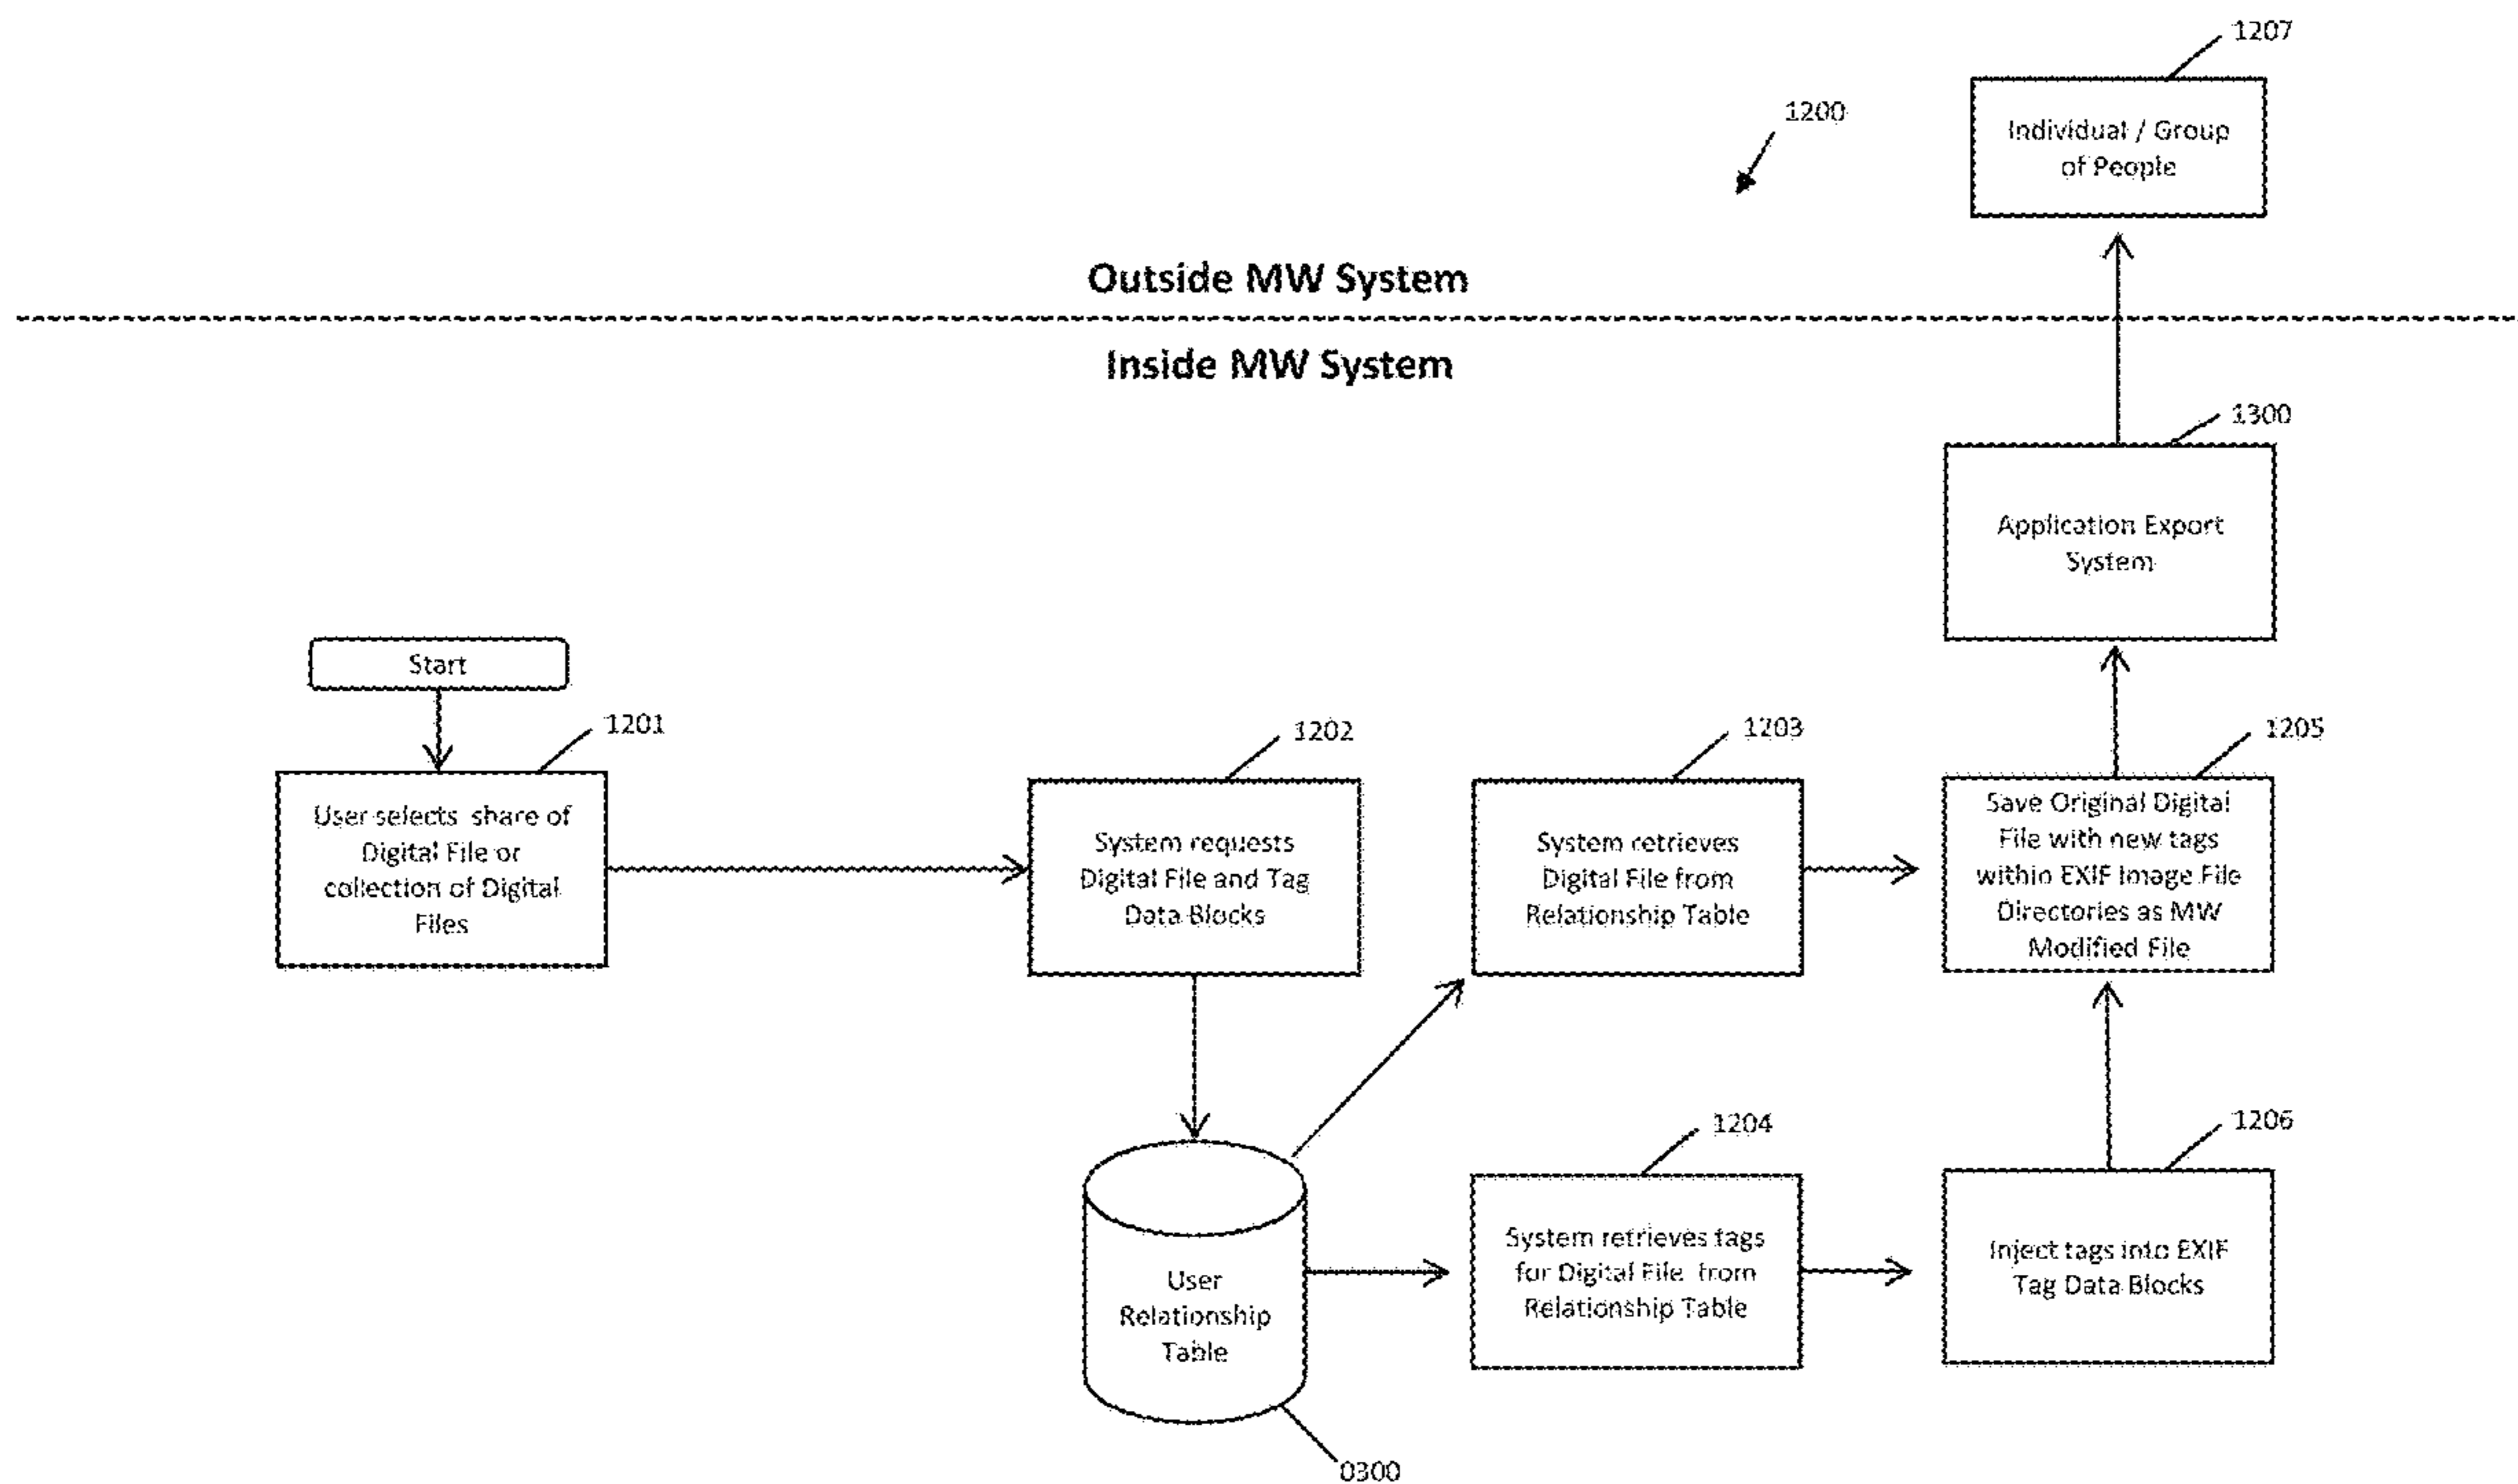 1207
Individual / Group
of People
1200
Outside MW System
Inside MW System
1300
Application Export
System
Start
1201
User selects share of
Digital File or
collection of Digital
Files
1202
System requests
Digital File and Tag
Data Blocks
1203
System retrieves
Digital File from
Relationship Table
1205
Save Original Digital
File with new tags
within EXIF Image File
Directories as MW
Modified File
User
Relationship
Table
0300
1204
System retrieves tags
for Digital File from
Relationship Table
1206
Inject tags into EXIF
Tag Data Blocks